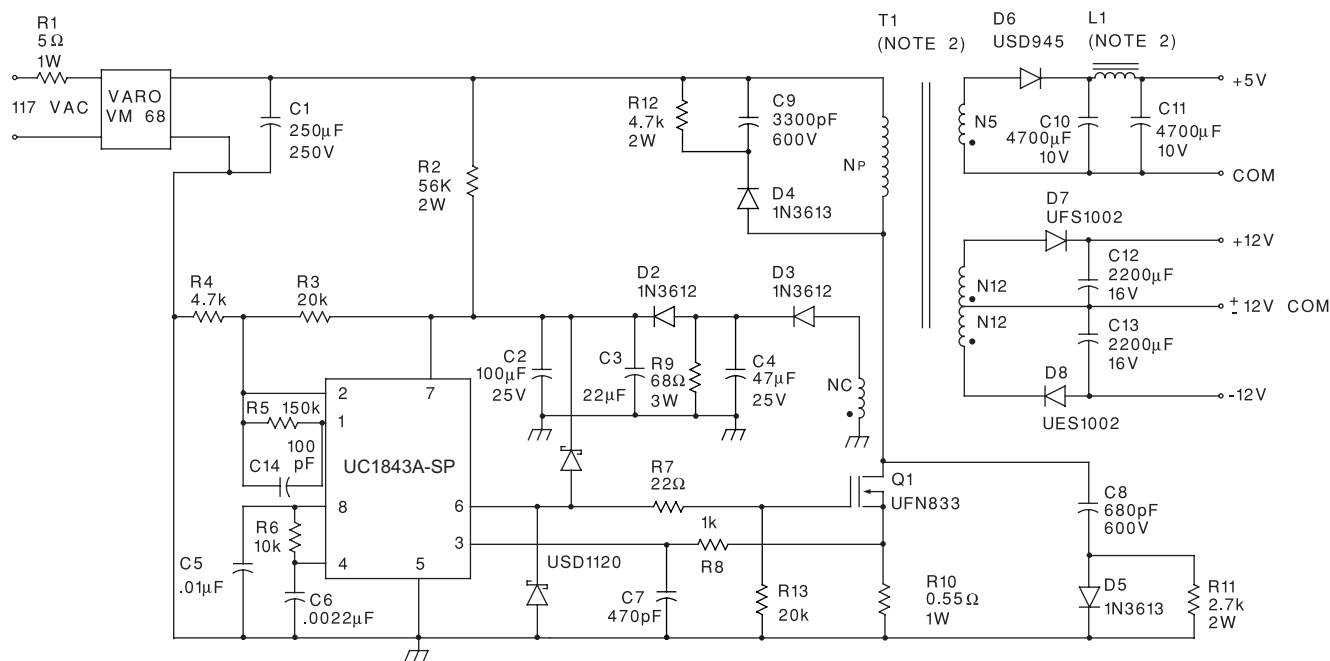 R1
5Ω
1W
117 VAC
VARO
VM 68
C1
250µF
250V
R2
56K
2W
R12
4.7k
2W
C9
3300pF
600V
D4
1N3613
NP
T1
(NOTE 2)
D6
USD945
L1
(NOTE 2)
+5V
N5
C10
4700µF
10V
C11
4700µF
10V
COM
D7
UFS1002
+12V
N12
N12
C12
2200µF
16V
±12V COM
C13
2200µF
16V
D8
UES1002
-12V
R4
4.7k
R3
20k
D2
1N3612
D3
1N3612
C2
100µF
25V
C3
22µF
R9
68Ω
3W
C4
47µF
25V
NC
2
7
R5 150k
1
100
pF
C14
UC1843A-SP
8
6
R6
10k
4
5
3
C5
.01µF
C6
.0022µF
USD1120
R7
22Ω
1k
R8
C7
470pF
R13
20k
Q1
UFN833
R10
0.55Ω
1W
C8
680pF
600V
D5
1N3613
R11
2.7k
2W